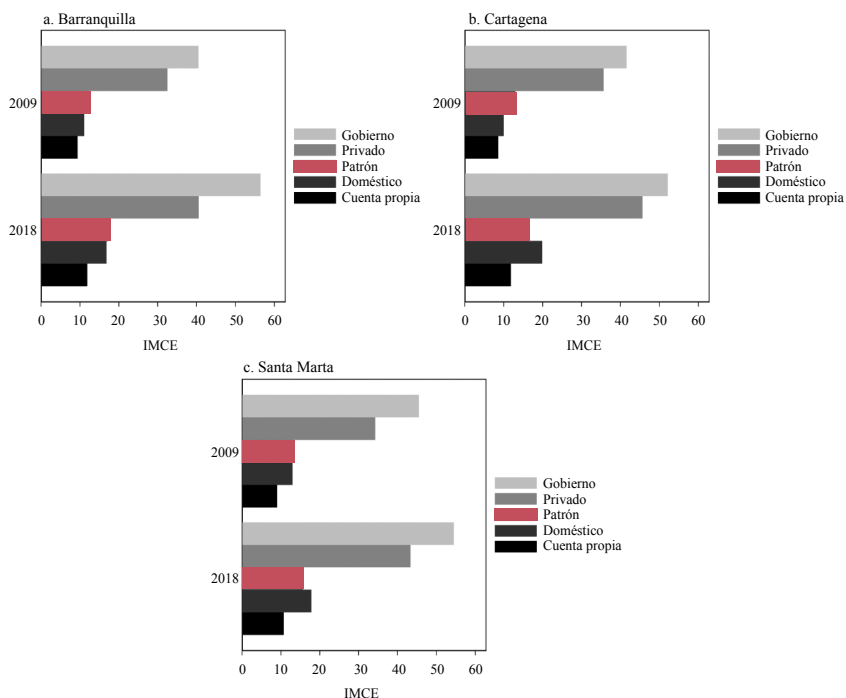 a. Barranquilla
2009
2018
0 10 20 30 40 50 60
IMCE
Gobierno
Privado
Patrón
Doméstico
Cuenta propia
b. Cartagena
2009
2018
0 10 20 30 40 50 60
IMCE
Gobierno
Privado
Patrón
Doméstico
Cuenta propia
c. Santa Marta
2009
2018
0 10 20 30 40 50 60
IMCE
Gobierno
Privado
Patrón
Doméstico
Cuenta propia